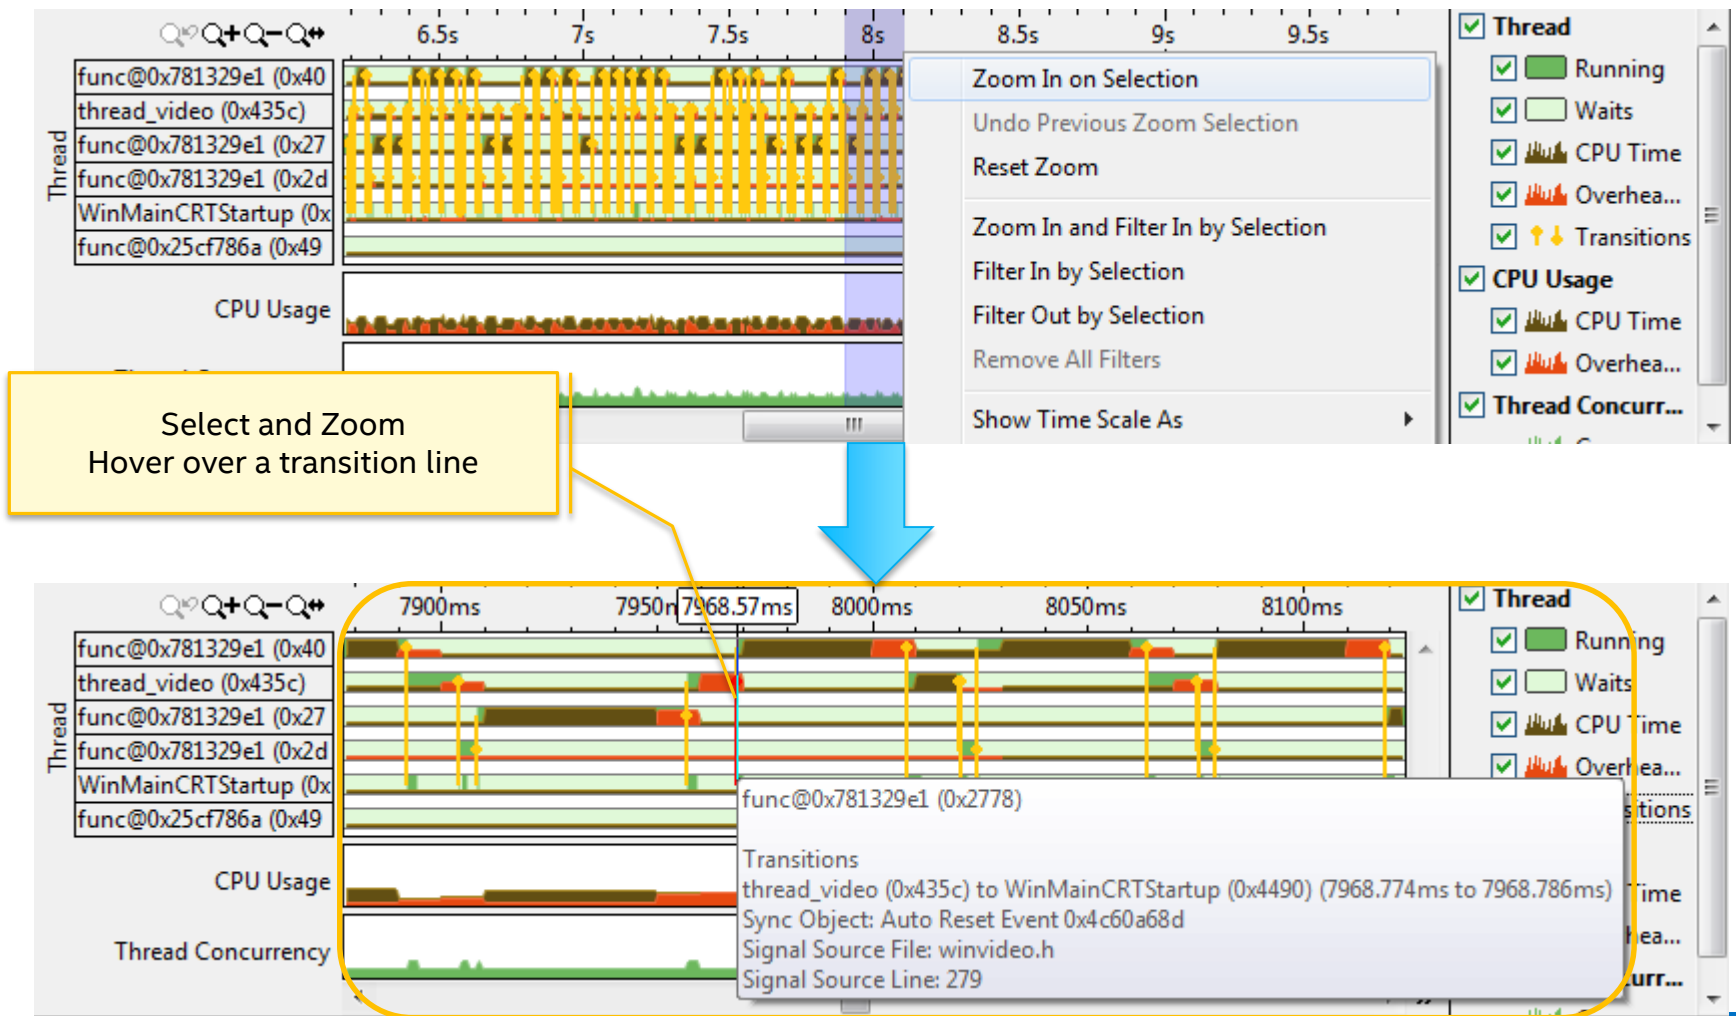 6.5s 7s 7.5s 8s 8.5s 9s 9.5s
Thread
func@0x781329e1 (0x40
thread_video (0x435c)
func@0x781329e1 (0x27
func@0x781329e1 (0x2d
WinMainCRTStartup (0x
func@0x25cf786a (0x49
CPU Usage
Zoom In on Selection
Undo Previous Zoom Selection
Reset Zoom
Zoom In and Filter In by Selection
Filter In by Selection
Filter Out by Selection
Remove All Filters
Show Time Scale As
Thread
Running
Waits
CPU Time
Overhea...
Transitions
CPU Usage
CPU Time
Overhea...
Thread Concurr...
Select and Zoom
Hover over a transition line
7900ms 7950m 7968.57ms 8000ms 8050ms 8100ms
Thread
func@0x781329e1 (0x40
thread_video (0x435c)
func@0x781329e1 (0x27
func@0x781329e1 (0x2d
WinMainCRTStartup (0x
func@0x25cf786a (0x49
CPU Usage
Thread Concurrency
func@0x781329e1 (0x2778)
Transitions
thread_video (0x435c) to WinMainCRTStartup (0x4490) (7968.774ms to 7968.786ms)
Sync Object: Auto Reset Event 0x4c60a68d
Signal Source File: winvideo.h
Signal Source Line: 279
Thread
Running
Waits
CPU Time
Overhea...
sitions
ime
hea...
urr...